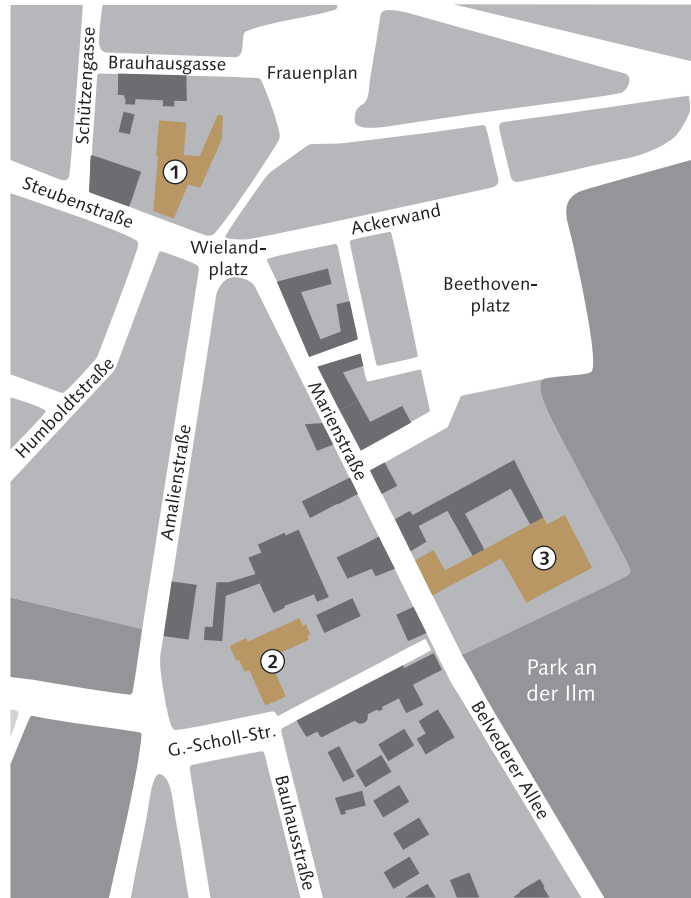 Brauhausgasse
Frauenplan
Schützengasse
1
Steubenstraße
Wieland-
platz
Ackerwand
Beethoven-
platz
Humboldtstraße
Marienstraße
Amalienstraße
3
2
Park an
der Ilm
G.-Scholl-Str.
Belvederer Allee
Bauhausstraße